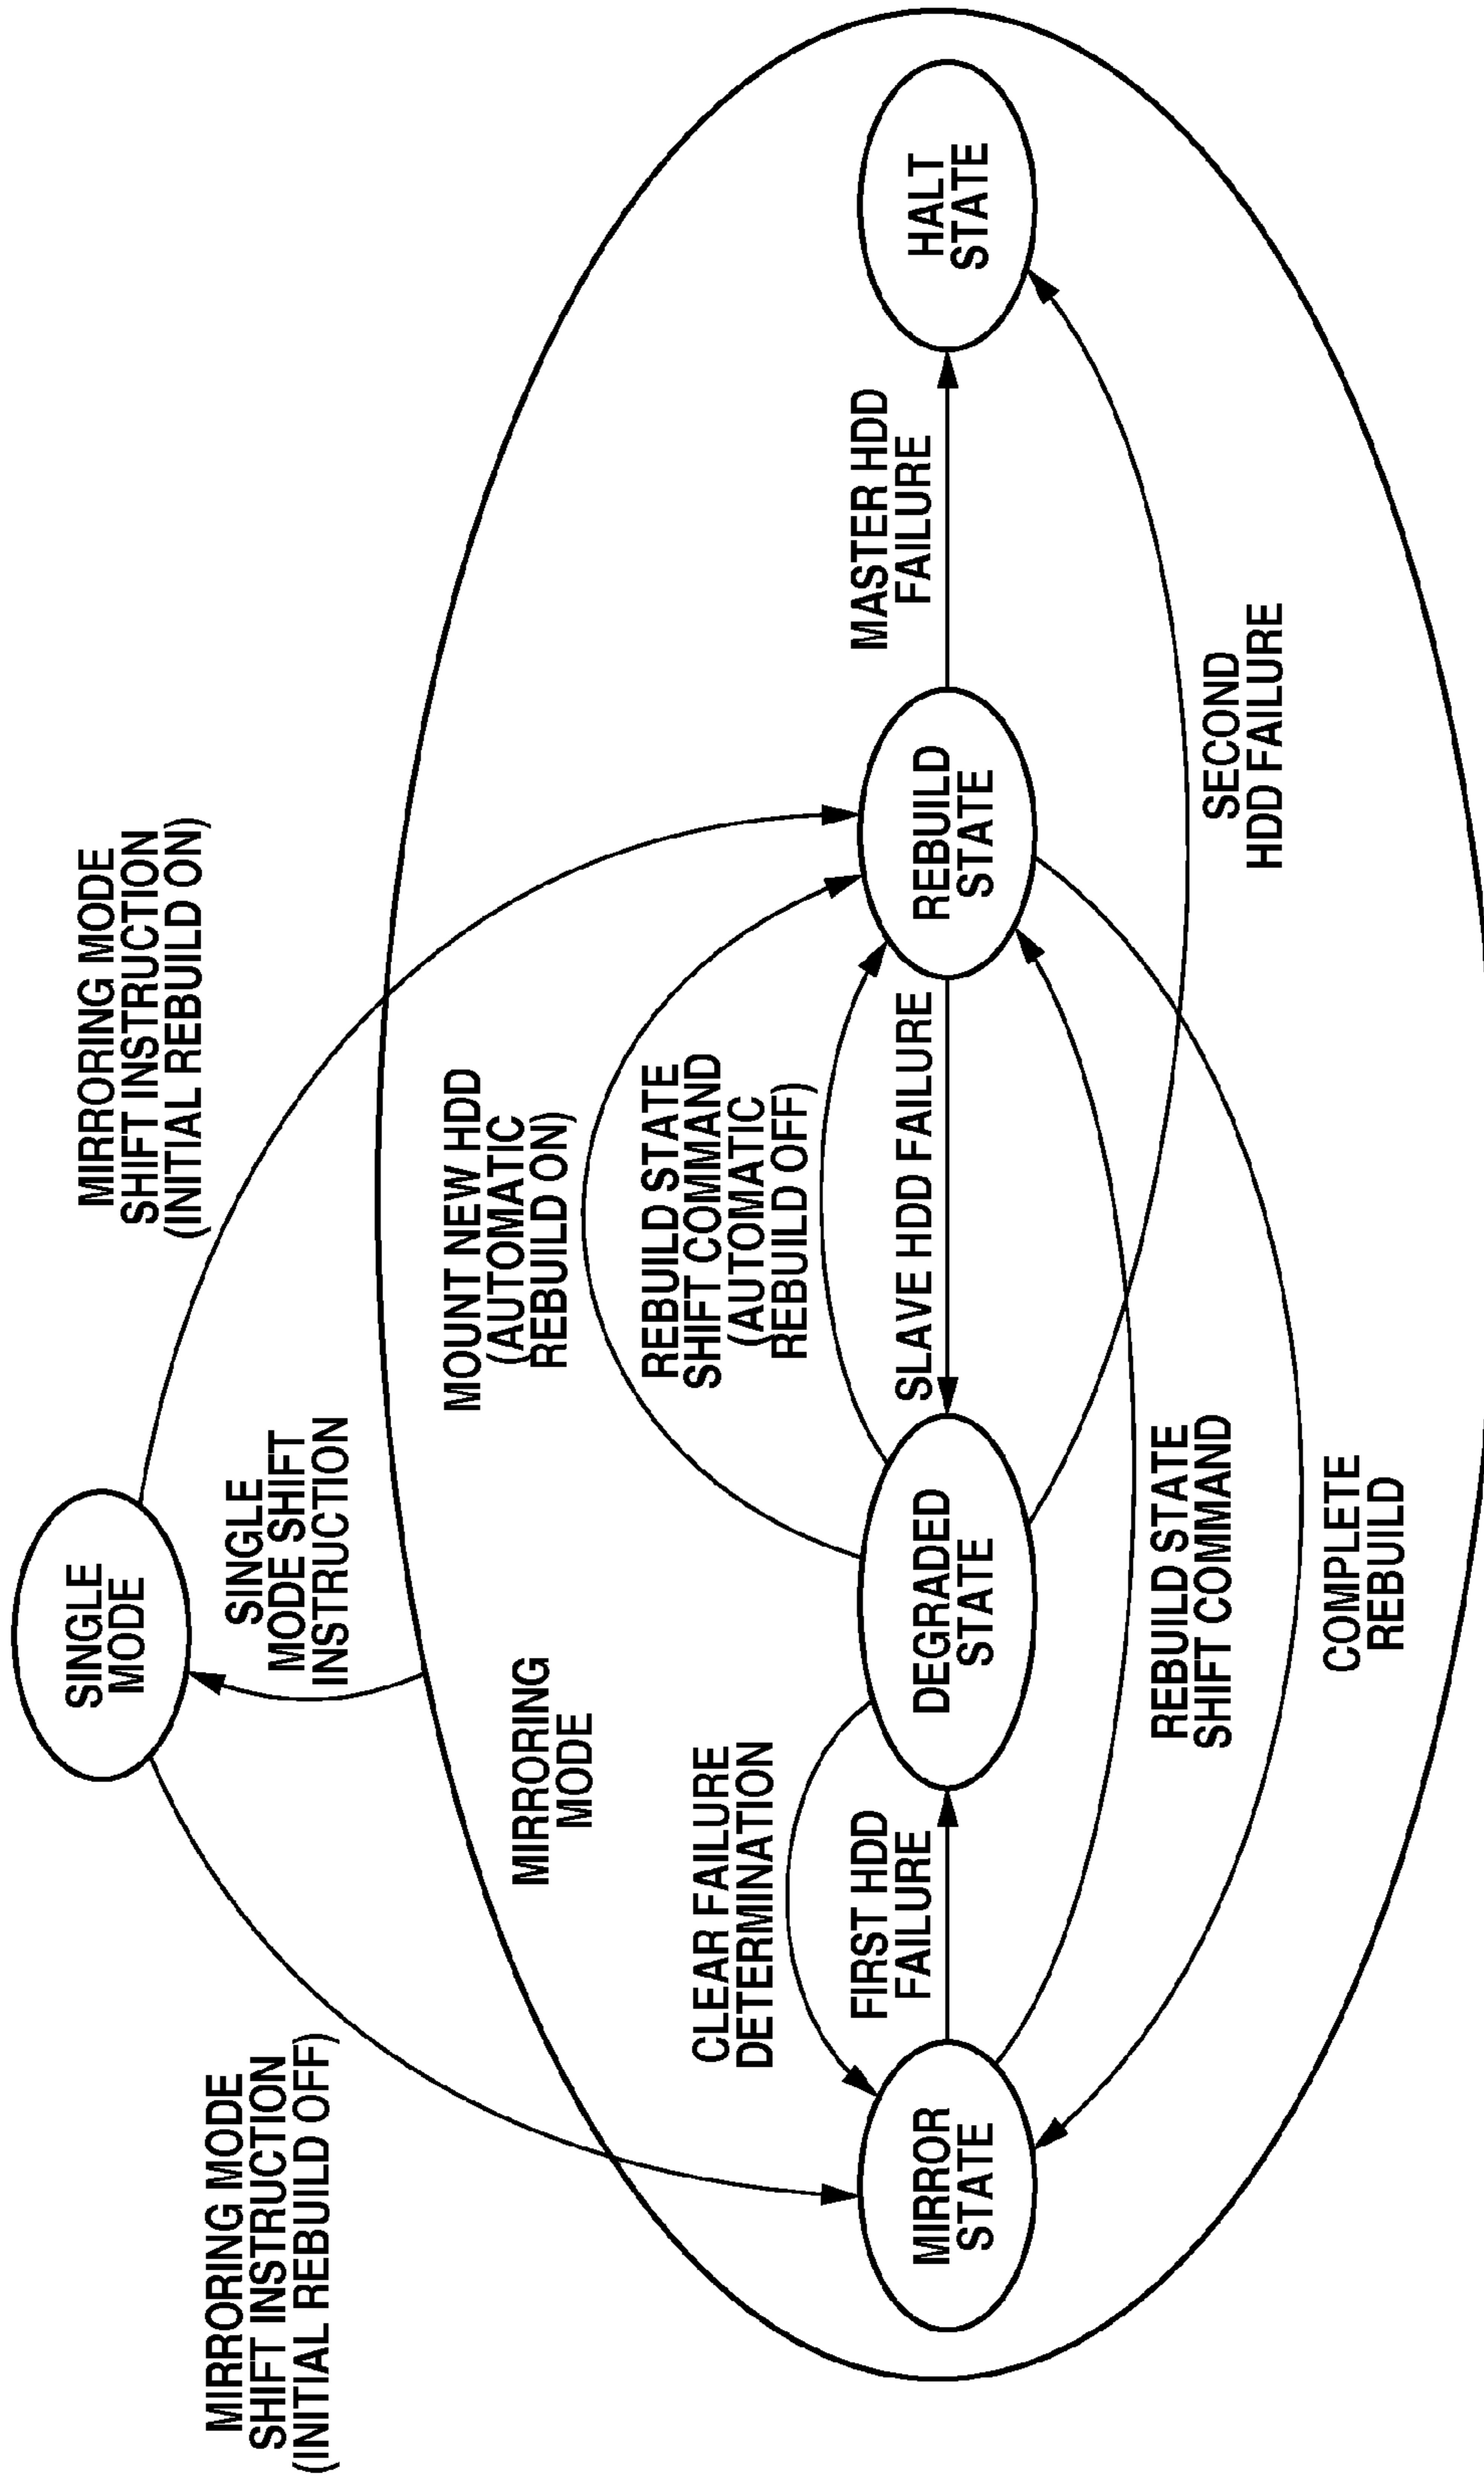 MIRRORING MODE
SHIFT INSTRUCTION
(INITIAL REBUILD OFF)
SINGLE
MODE
SINGLE
MODE SHIFT
INSTRUCTION
MIRRORING MODE
SHIFT INSTRUCTION
(INITIAL REBUILD ON)
MIRRORING
MODE
MOUNT NEW HDD
(AUTOMATIC
REBUILD ON)
CLEAR FAILURE
DETERMINATION
REBUILD STATE
SHIFT COMMAND
(AUTOMATIC
REBUILD OFF)
FIRST HDD
FAILURE
SLAVE HDD FAILURE
MASTER HDD
FAILURE
MIRROR
STATE
DEGRADED
STATE
REBUILD
STATE
HALT
STATE
REBUILD STATE
SHIFT COMMAND
SECOND
HDD FAILURE
COMPLETE
REBUILD